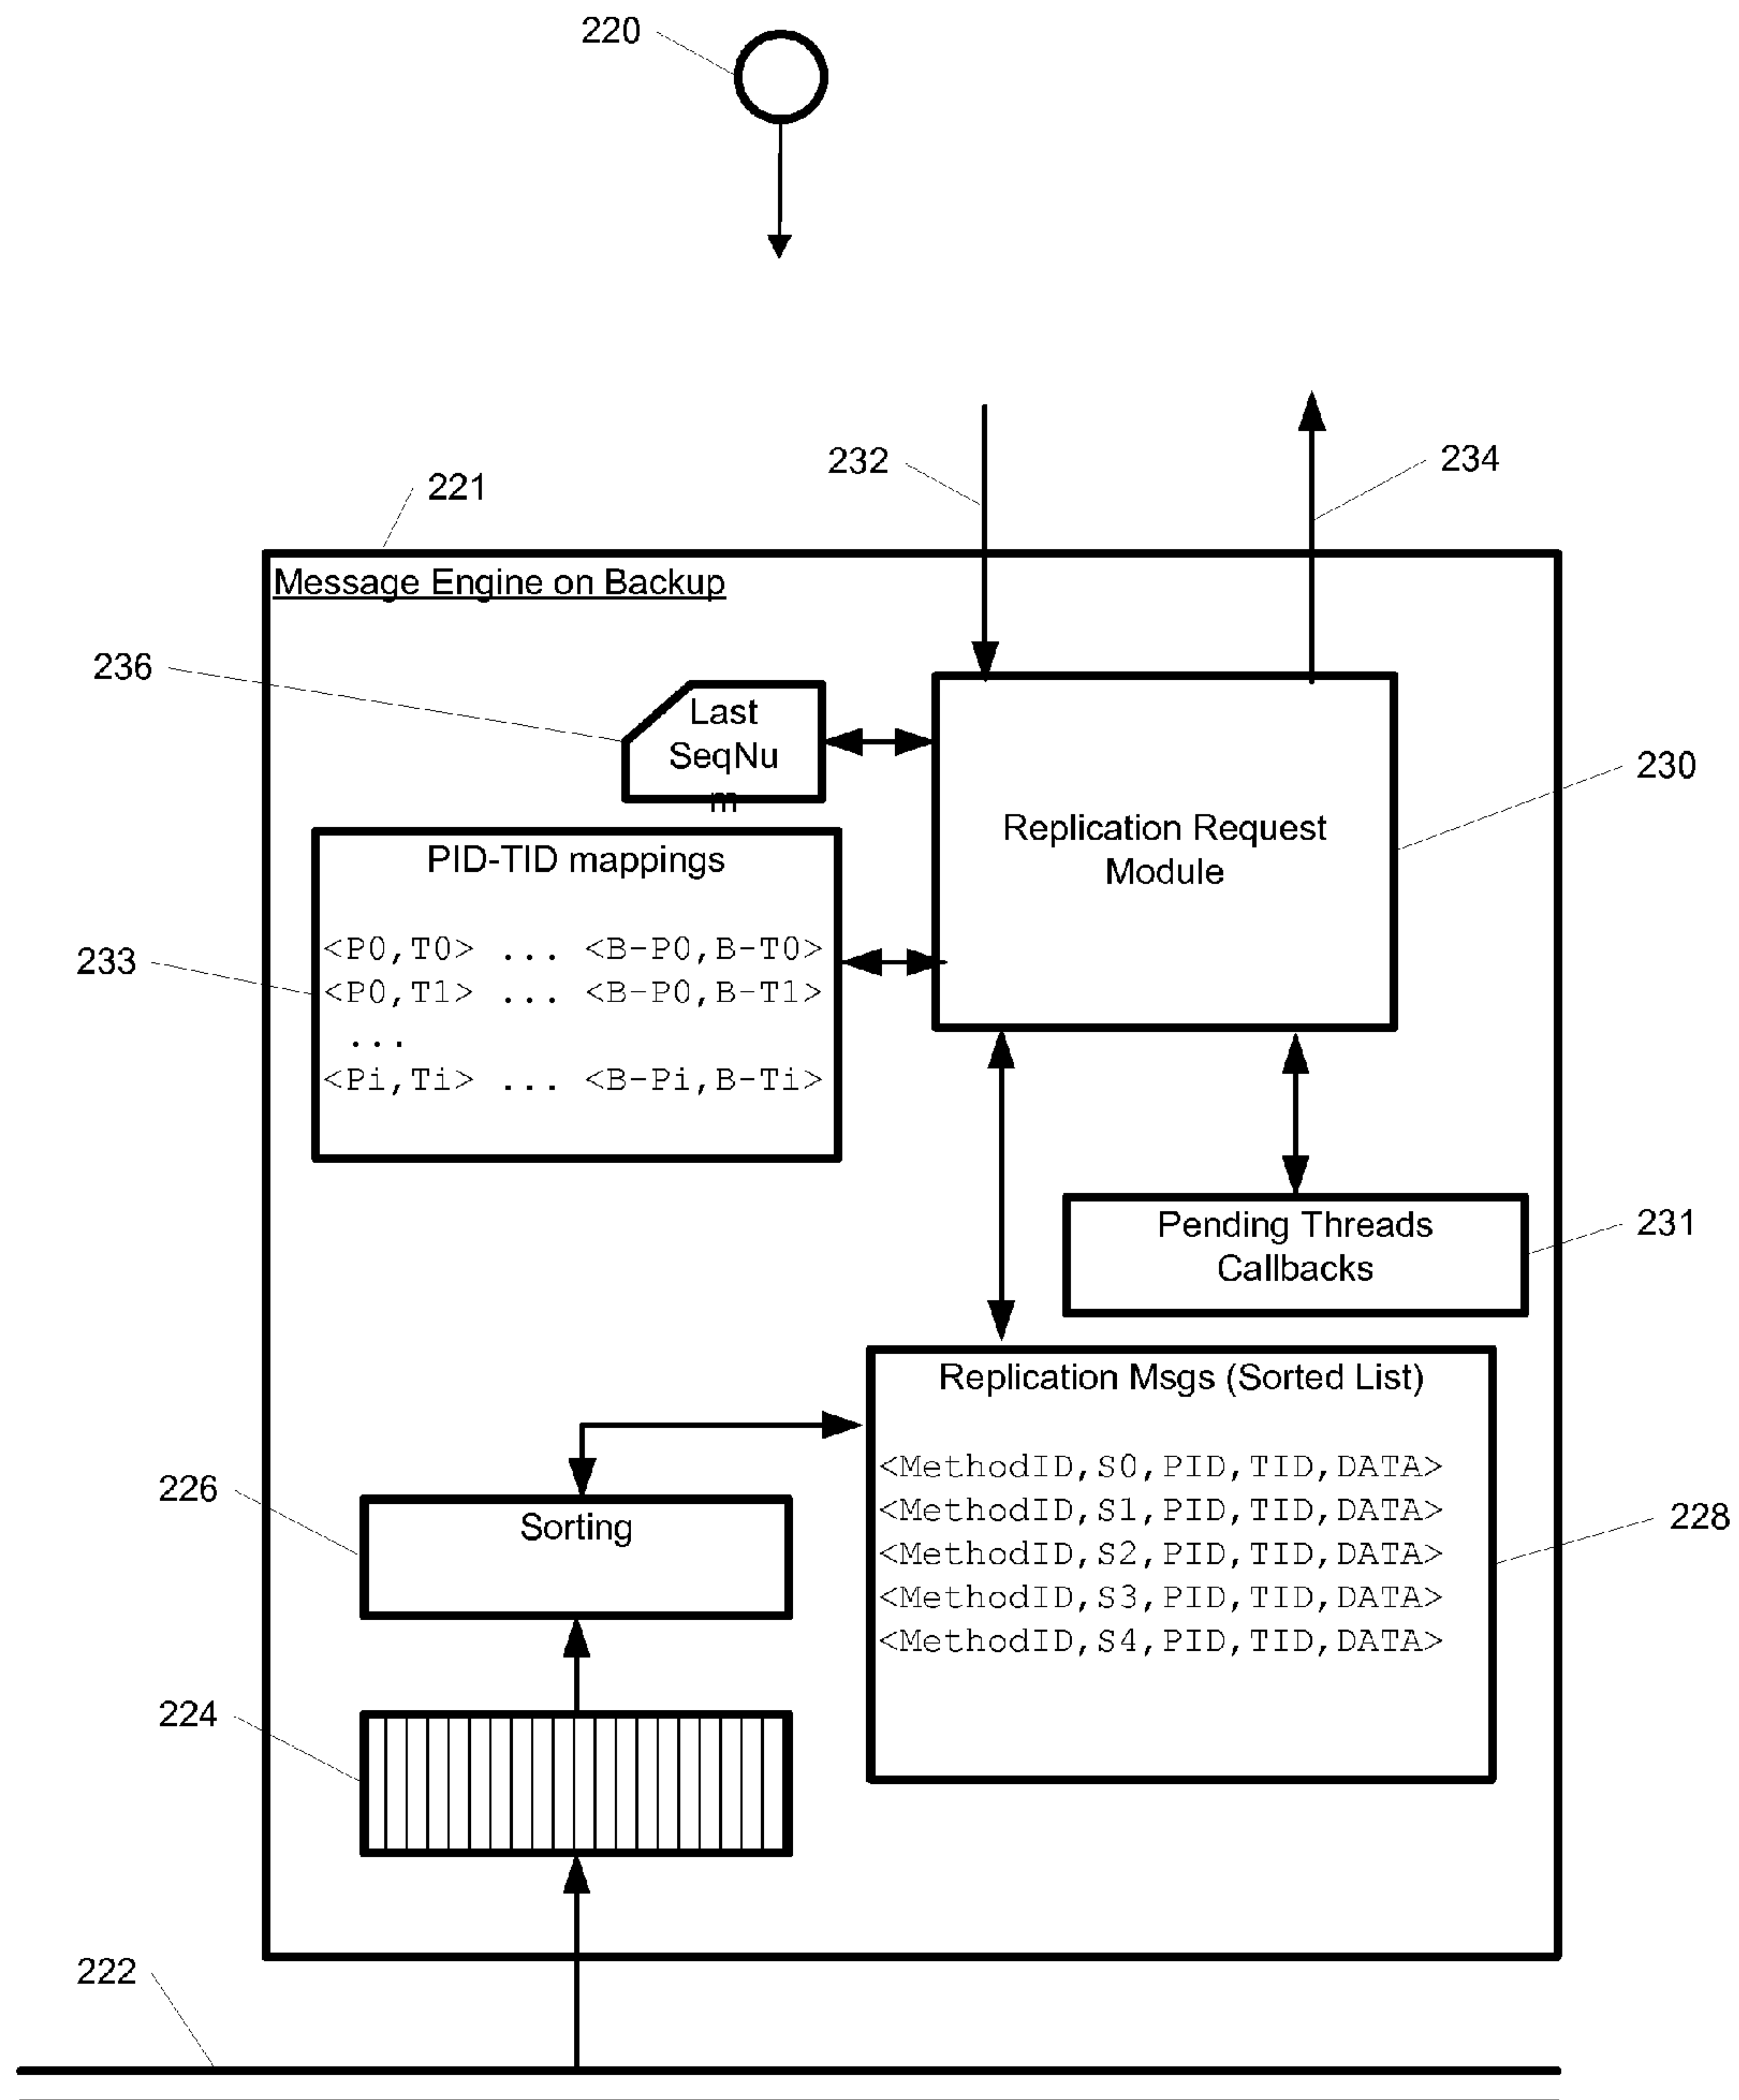 220
232
234
221
Message Engine on Backup
236
Last
SeqNu
m
230
Replication Request
Module
PID-TID mappings
233
<P0,T0> ... <B-P0,B-T0>
<P0,T1> ... <B-P0,B-T1>
...
<Pi,Ti> ... <B-Pi,B-Ti>
Pending Threads
Callbacks
231
Replication Msgs (Sorted List)
<MethodID,S0,PID,TID,DATA>
<MethodID,S1,PID,TID,DATA>
<MethodID,S2,PID,TID,DATA>
<MethodID,S3,PID,TID,DATA>
<MethodID,S4,PID,TID,DATA>
228
226
Sorting
224
222